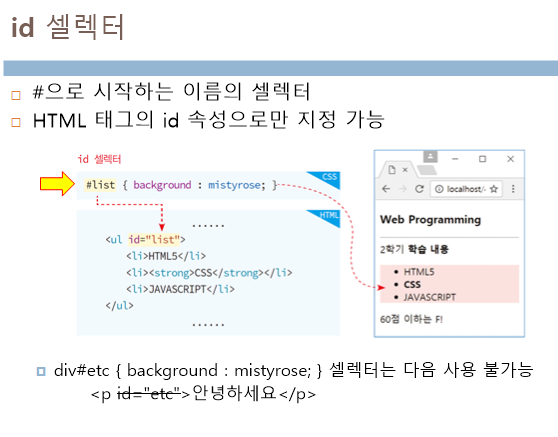 id 셀렉터
#으로 시작하는 이름의 셀렉터
HTML 태그의 id 속성으로만 지정 가능
id 셀렉터
CSS
#list { background : mistyrose; }
HTML
......
<ul id="list">
<li>HTML5</li>
<li><strong>CSS</strong></li>
<li>JAVASCRIPT</li>
</ul>
......
localhost/-
Web Programming
2학기 학습 내용
HTML5
CSS
JAVASCRIPT
60점 이하는 F!
div#etc { background : mistyrose; } 셀렉터는 다음 사용 불가능
<p id="etc">안녕하세요</p>